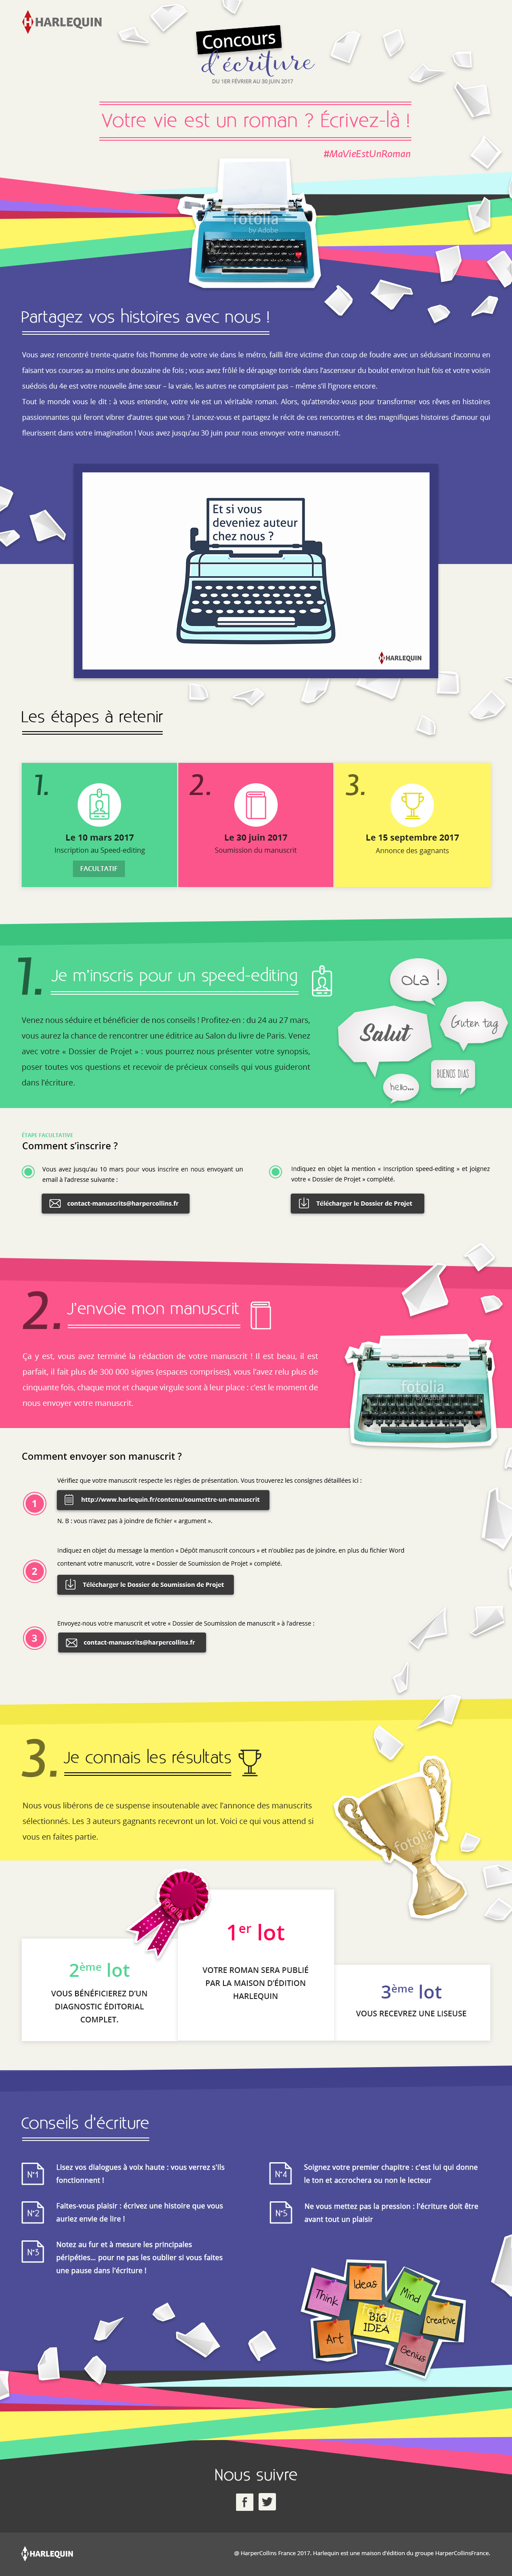 HARLEQUIN
Concours
d'écriture
DU 1ER FÉVRIER AU 30 JUIN 2017
Votre vie est un roman ? Écrivez-là !
#MaVieEstUnRoman
fotolia
by Adobe
Partagez vos histoires avec nous !
Vous avez rencontré trente-quatre fois l'homme de votre vie dans le métro, failli être victime d'un coup de foudre avec un séduisant inconnu en
faisant vos courses au moins une douzaine de fois ; vous avez frôlé le dérapage torride dans l'ascenseur du boulot environ huit fois et votre voisin
suédois du 4e est votre nouvelle âme sœur – la vraie, les autres ne comptaient pas – même s'il l'ignore encore.
Tout le monde vous le dit : à vous entendre, votre vie est un véritable roman. Alors, qu'attendez-vous pour transformer vos rêves en histoires
passionnantes qui feront vibrer d'autres que vous ? Lancez-vous et partagez le récit de ces rencontres et des magnifiques histoires d'amour qui
fleurissent dans votre imagination ! Vous avez jusqu'au 30 juin pour nous envoyer votre manuscrit.
Et si vous
deveniez auteur
chez nous ?
HARLEQUIN
Les étapes à retenir
1.
Le 10 mars 2017
Inscription au Speed-editing
FACULTATIF
2.
Le 30 juin 2017
Soumission du manuscrit
3.
Le 15 septembre 2017
Annonce des gagnants
1. Je m'inscris pour un speed-editing
Venez nous séduire et bénéficier de nos conseils ! Profitez-en : du 24 au 27 mars,
vous aurez la chance de rencontrer une éditrice au Salon du livre de Paris. Venez
avec votre « Dossier de Projet » : vous pourrez nous présenter votre synopsis,
poser toutes vos questions et recevoir de précieux conseils qui vous guideront
dans l'écriture.
OLA !
Salut
Guten tag
BUENOS DIAS
hello...
ÉTAPE FACULTATIVE
Comment s'inscrire ?
Vous avez jusqu'au 10 mars pour vous inscrire en nous envoyant un
email à l'adresse suivante :
contact-manuscrits@harpercollins.fr
Indiquez en objet la mention « Inscription speed-editing » et joignez
votre « Dossier de Projet » complété.
Télécharger le Dossier de Projet
2. J'envoie mon manuscrit
Ça y est, vous avez terminé la rédaction de votre manuscrit ! Il est beau, il est
parfait, il fait plus de 300 000 signes (espaces comprises), vous l'avez relu plus de
cinquante fois, chaque mot et chaque virgule sont à leur place : c'est le moment de
nous envoyer votre manuscrit.
fotolia
Comment envoyer son manuscrit ?
1
Vérifiez que votre manuscrit respecte les règles de présentation. Vous trouverez les consignes détaillées ici :
http://www.harlequin.fr/contenu/soumettre-un-manuscrit
N. B : vous n'avez pas à joindre de fichier « argument ».
2
Indiquez en objet du message la mention « Dépôt manuscrit concours » et n'oubliez pas de joindre, en plus du fichier Word
contenant votre manuscrit, votre « Dossier de Soumission de Projet » complété.
Télécharger le Dossier de Soumission de Projet
3
Envoyez-nous votre manuscrit et votre « Dossier de Soumission de manuscrit » à l'adresse :
contact-manuscrits@harpercollins.fr
3. Je connais les résultats
Nous vous libérons de ce suspense insoutenable avec l'annonce des manuscrits
sélectionnés. Les 3 auteurs gagnants recevront un lot. Voici ce qui vous attend si
vous en faites partie.
fotolia
1er lot
VOTRE ROMAN SERA PUBLIÉ
PAR LA MAISON D'ÉDITION
HARLEQUIN
2ème lot
VOUS BÉNÉFICIEREZ D'UN
DIAGNOSTIC ÉDITORIAL
COMPLET.
3ème lot
VOUS RECEVREZ UNE LISEUSE
Conseils d'écriture
N°1
Lisez vos dialogues à voix haute : vous verrez s'ils
fonctionnent !
N°2
Faites-vous plaisir : écrivez une histoire que vous
auriez envie de lire !
N°3
Notez au fur et à mesure les principales
péripéties... pour ne pas les oublier si vous faites
une pause dans l'écriture !
N°4
Soignez votre premier chapitre : c'est lui qui donne
le ton et accrochera ou non le lecteur
N°5
Ne vous mettez pas la pression : l'écriture doit être
avant tout un plaisir
Think
Ideas
Mind
BIG
IDEA
Creative
Art
Genius
Nous suivre
HARLEQUIN
@ HarperCollins France 2017. Harlequin est une maison d'édition du groupe HarperCollinsFrance.